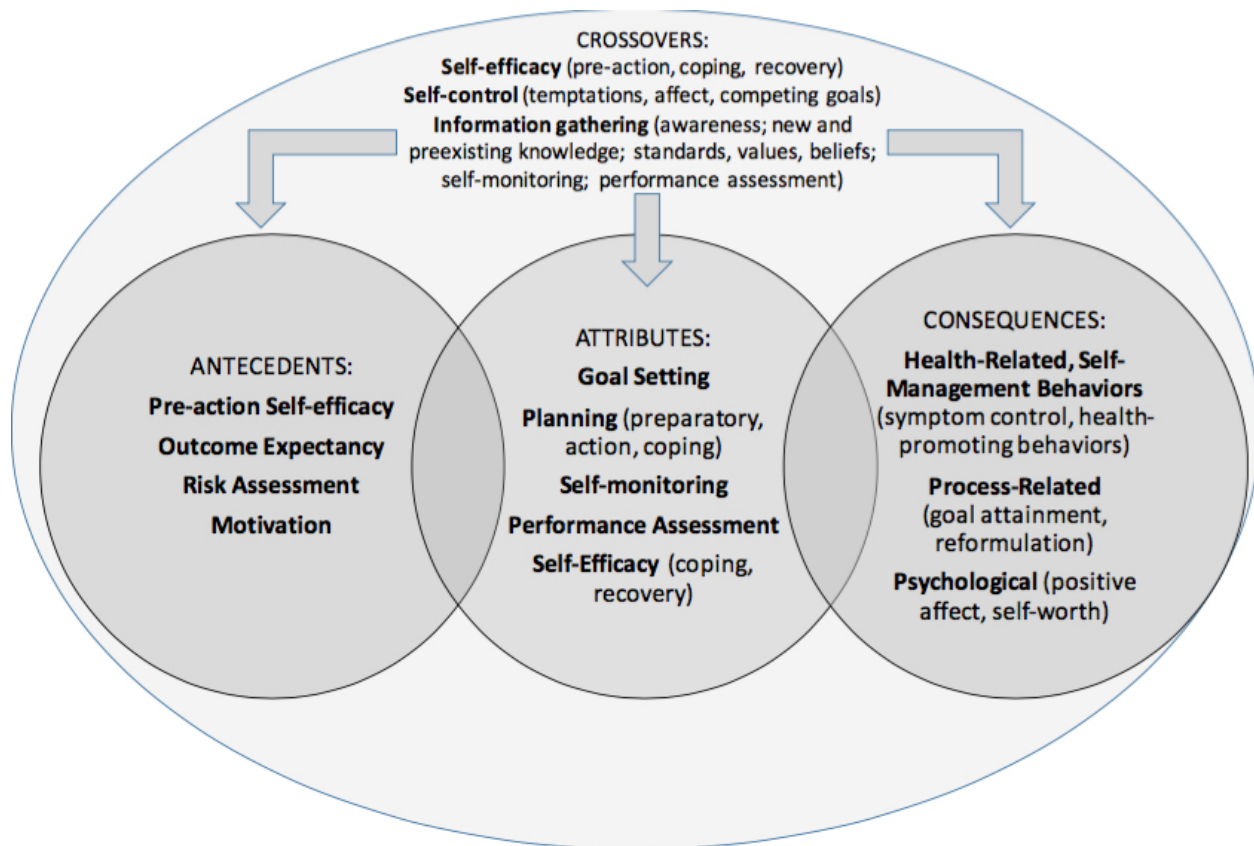 CROSSOVERS:
Self-efficacy (pre-action, coping, recovery)
Self-control (temptations, affect, competing goals)
Information gathering (awareness; new and
preexisting knowledge; standards, values, beliefs;
self-monitoring; performance assessment)
ANTECEDENTS:
Pre-action Self-efficacy
Outcome Expectancy
Risk Assessment
Motivation
ATTRIBUTES:
Goal Setting
Planning (preparatory,
action, coping)
Self-monitoring
Performance Assessment
Self-Efficacy (coping,
recovery)
CONSEQUENCES:
Health-Related, Self-
Management Behaviors
(symptom control, health-
promoting behaviors)
Process-Related
(goal attainment,
reformulation)
Psychological (positive
affect, self-worth)